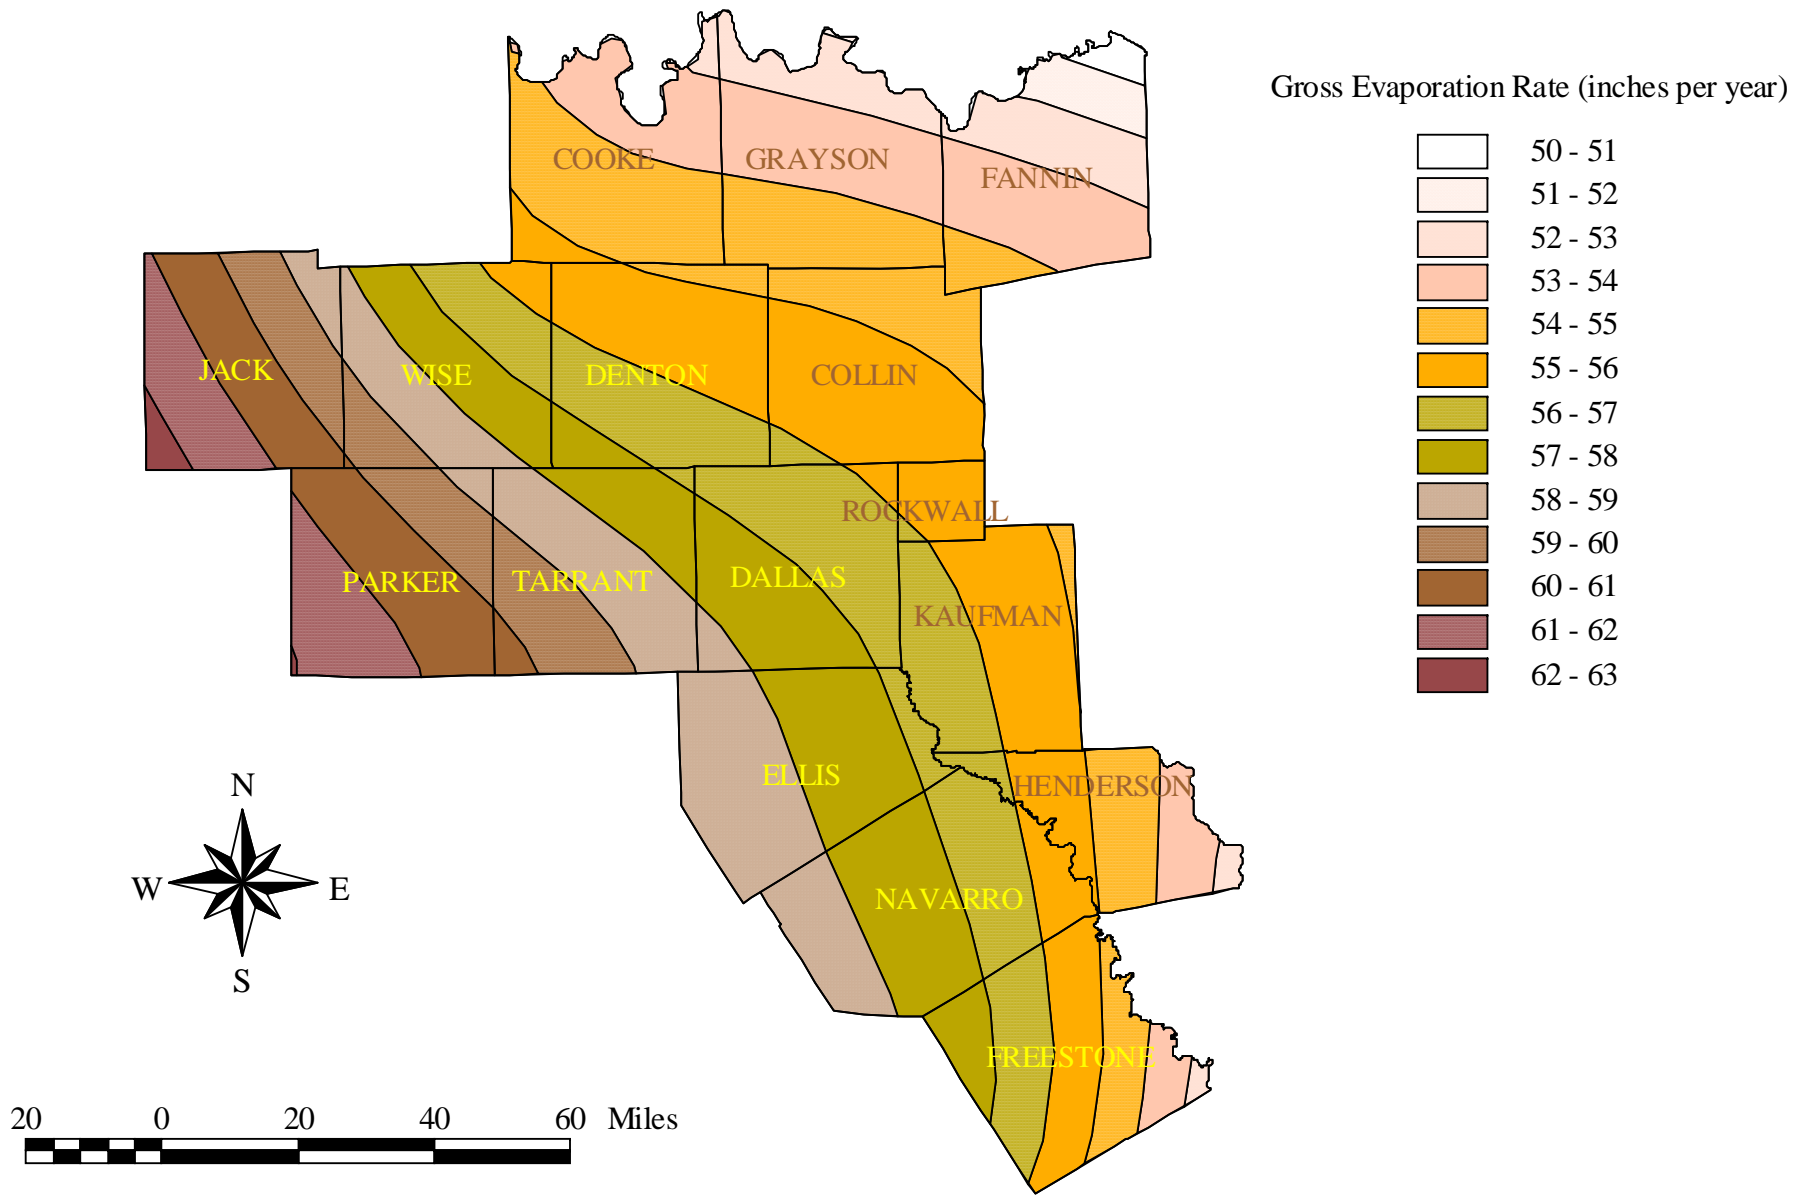 Gross Evaporation Rate (inches per year)
50 - 51
51 - 52
52 - 53
53 - 54
54 - 55
55 - 56
56 - 57
57 - 58
58 - 59
59 - 60
60 - 61
61 - 62
62 - 63
COOKE
GRAYSON
FANNIN
JACK
WISE
DENTON
COLLIN
ROCKWALL
PARKER
TARRANT
DALLAS
KAUFMAN
ELLIS
HENDERSON
NAVARRO
FREESTONE
N
W E
S
20 0 20 40 60 Miles